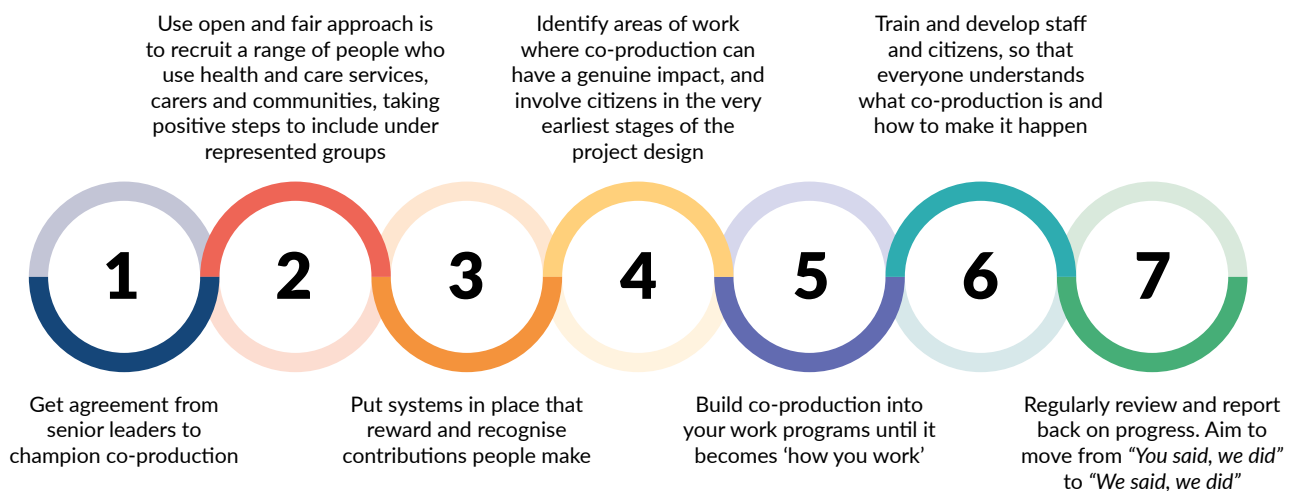 1
Get agreement from
senior leaders to
champion co-production
Use open and fair approach is
to recruit a range of people who
use health and care services,
carers and communities, taking
positive steps to include under
represented groups
2
3
Put systems in place that
reward and recognise
contributions people make
Identify areas of work
where co-production can
have a genuine impact, and
involve citizens in the very
earliest stages of the
project design
4
5
Build co-production into
your work programs until it
becomes ‘how you work’
Train and develop staff
and citizens, so that
everyone understands
what co-production is and
how to make it happen
6
7
Regularly review and report
back on progress. Aim to
move from “You said, we did”
to “We said, we did”